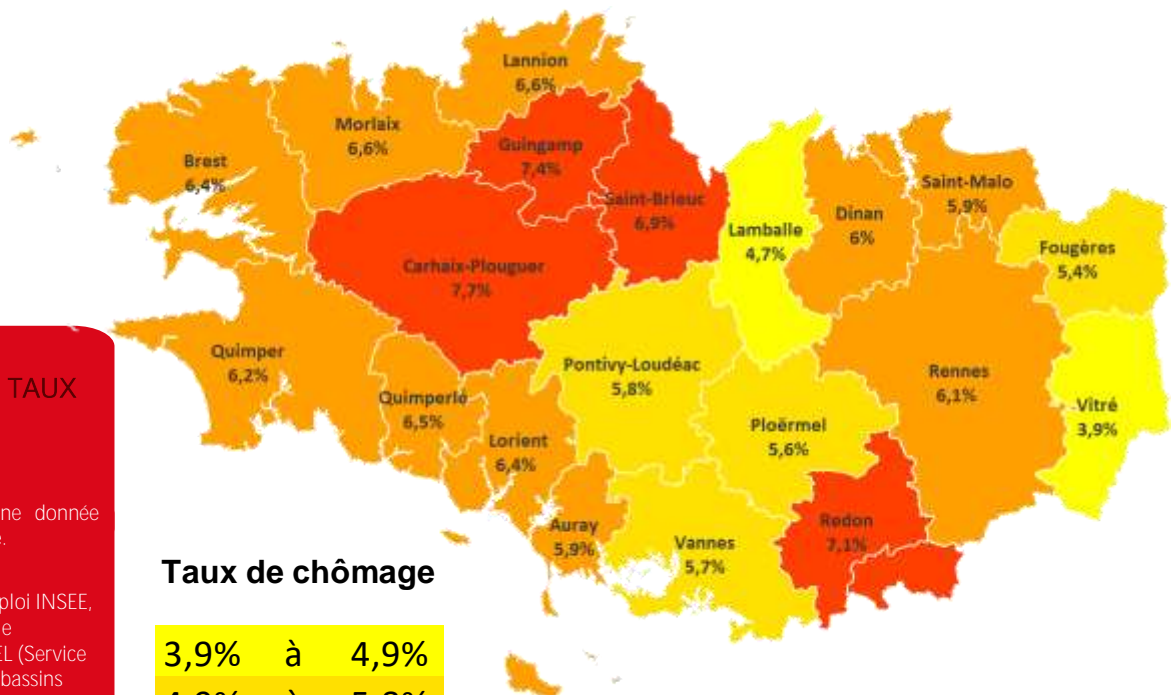 Lannion
6,6%
Morlaix
6,6%
Guingamp
7,4%
Brest
6,4%
Saint-Brieuc
6,9%
Lamballe
4,7%
Dinan
6%
Saint-Malo
5,9%
Fougères
5,4%
Carhaix-Plouguer
7,7%
Quimper
6,2%
Quimperlé
6,5%
Lorient
6,4%
Pontivy-Loudéac
5,8%
Ploërmel
5,6%
Rennes
6,1%
Vitré
3,9%
Auray
5,9%
Vannes
5,7%
Redon
7,1%
TAUX
ne donnée
ploi INSEE,
EL (Service
bassins
Taux de chômage
3,9% à 4,9%